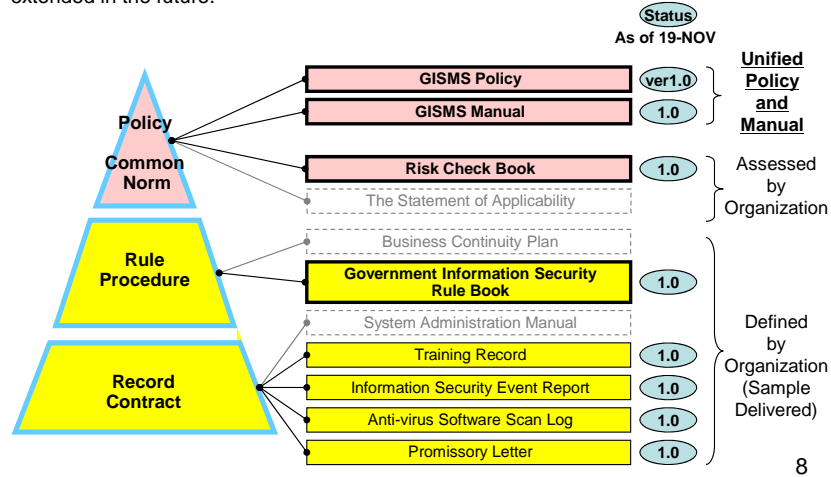 extended in the future.
Status
As of 19-NOV
GISMS Policy
ver1.0
GISMS Manual
1.0
Unified
Policy
and
Manual
Policy
Common
Norm
Risk Check Book
1.0
The Statement of Applicability
Assessed
by
Organization
Rule
Procedure
Business Continuity Plan
Government Information Security
Rule Book
1.0
System Administration Manual
Record
Contract
Training Record
1.0
Information Security Event Report
1.0
Anti-virus Software Scan Log
1.0
Promissory Letter
1.0
Defined
by
Organization
(Sample
Delivered)
8